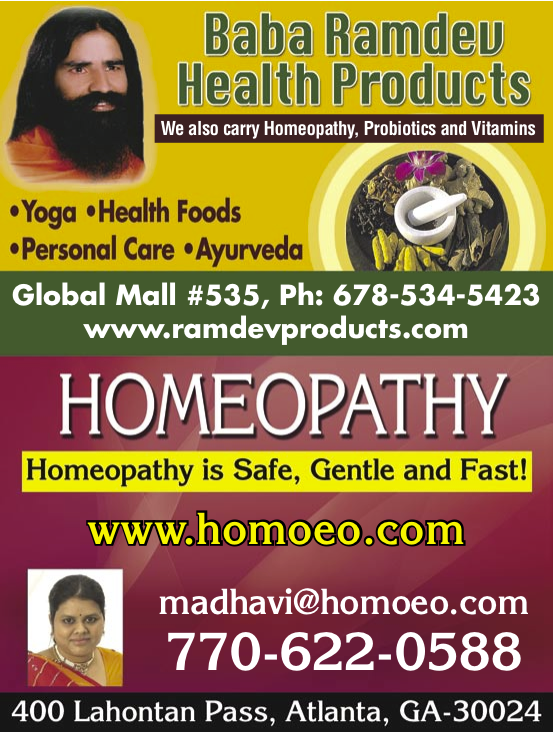 Baba Ramdev
Health Products
We also carry Homeopathy, Probiotics and Vitamins
•Yoga •Health Foods
•Personal Care •Ayurveda
Global Mall #535, Ph: 678-534-5423
www.ramdevproducts.com
HOMEOPATHY
Homeopathy is Safe, Gentle and Fast!
www.homoeo.com
madhavi@homoeo.com
770-622-0588
400 Lahontan Pass, Atlanta, GA-30024